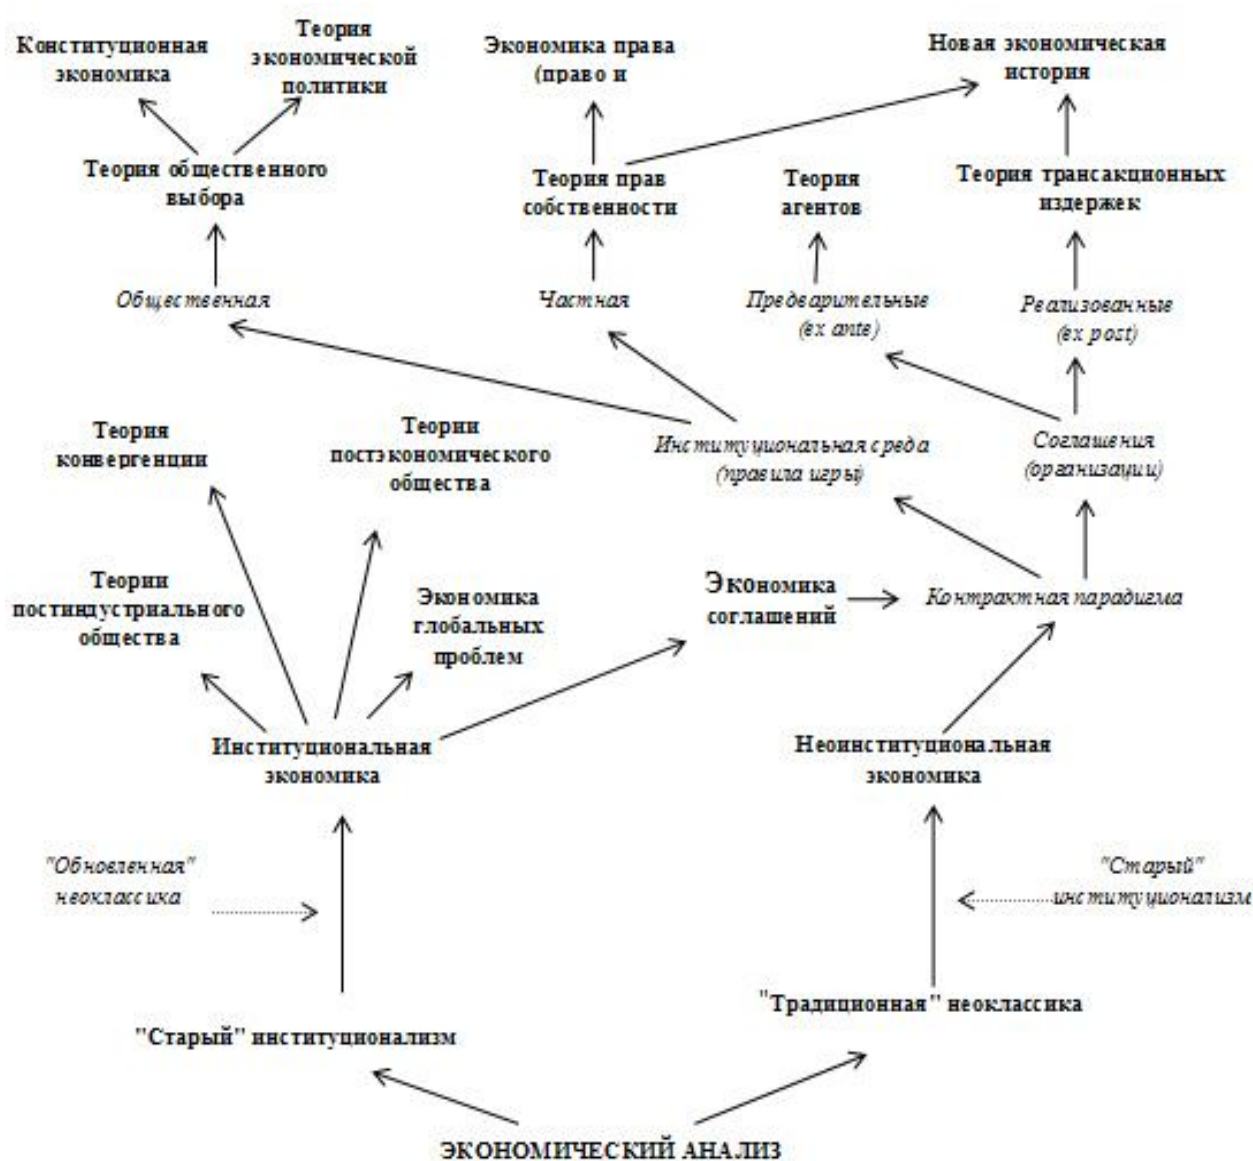 Конституционная
экономика
Теория
экономической
политики
Экономика права
(право и
Новая экономическая
история
Теория общественного
выбора
Теория прав
собственности
Теория
агентов
Теория трансакционных
издержек
Общественная
Частная
Предварительные
(ex ante)
Реализованные
(ex post)
Теория
конвергенции
Теории
постэкономического
общества
Институциональная среда
(правила игры)
Соглашения
(организации)
Теории
постиндустриального
общества
Экономика
глобальных
проблем
Экономика
соглашений
Контрактная парадигма
Институциональная
экономика
Неоинституциональная
экономика
"Обновленная"
неоклассика
"Старый"
институционализм
"Старый" институционализм
"Традиционная" неоклассика
ЭКОНОМИЧЕСКИЙ АНАЛИЗ